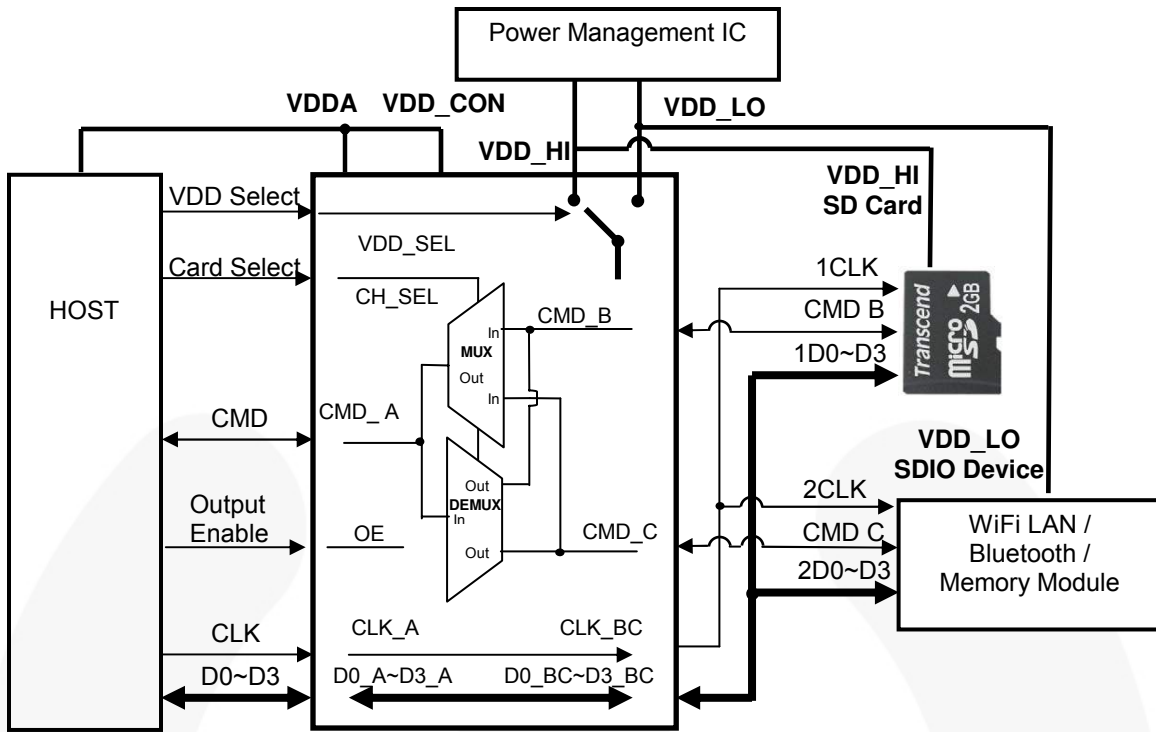 Power Management IC
VDDA
VDD_CON
VDD_LO
VDD_HI
VDD_HI
SD Card
HOST
VDD Select
VDD_SEL
Card Select
CH_SEL
1CLK
CMD_B
CMD B
In
MUX
Out
In
1D0~D3
Transcend
micro
SD
2GB
CMD_ A
CMD
VDD_LO
SDIO Device
Out
DEMUX
In
Out
2CLK
Output
Enable
OE
CMD_C
CMD C
WiFi LAN /
Bluetooth /
Memory Module
2D0~D3
CLK
CLK_A
CLK_BC
D0~D3
D0_A~D3_A
D0_BC~D3_BC